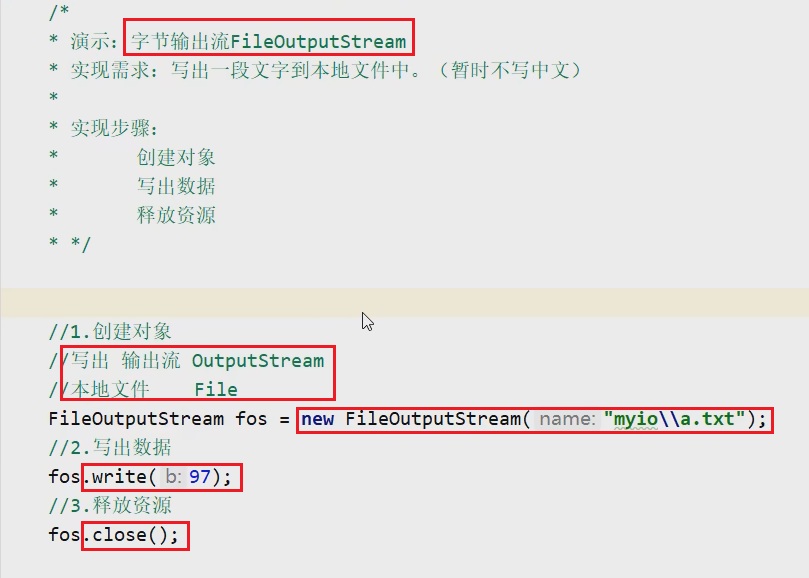 /*
* 演示：字节输出流FileOutputStream
* 实现需求：写出一段文字到本地文件中。（暂时不写中文）
*
* 实现步骤：
*       创建对象
*       写出数据
*       释放资源
* */
//1.创建对象
//写出 输出流 OutputStream
//本地文件    File
FileOutputStream fos = new FileOutputStream( name: "myio\\a.txt");
//2.写出数据
fos.write( b: 97);
//3.释放资源
fos.close();